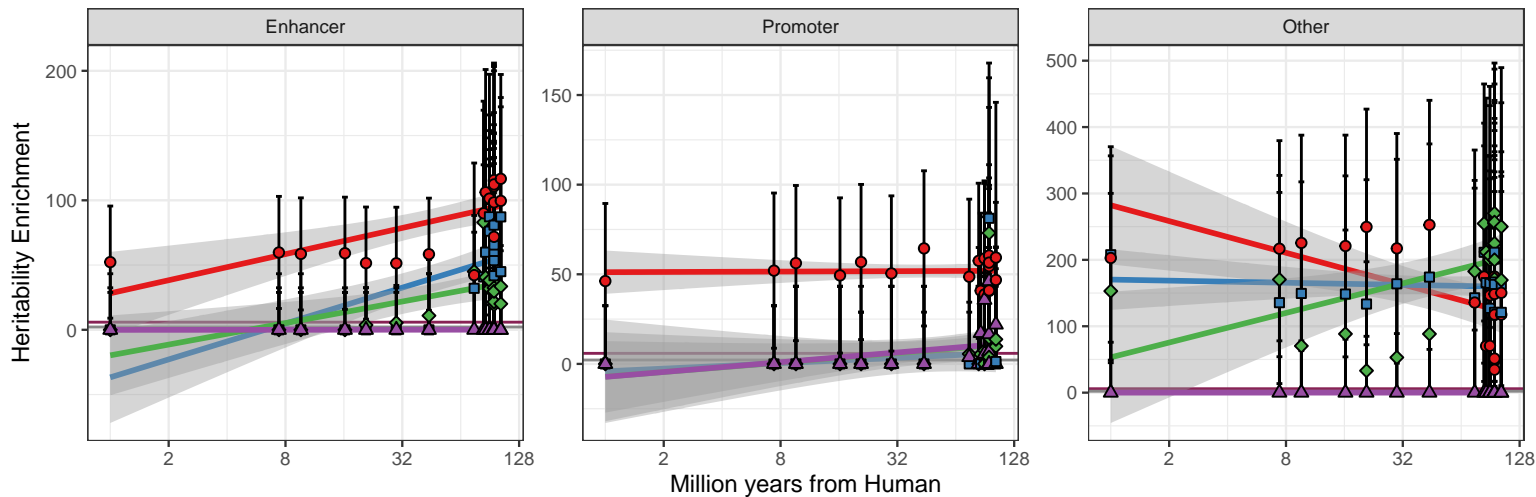 Enhancer Promoter Other
Heritability Enrichment
200
100
0
2 8 32 128
150
100
50
0
2 8 32 128
500
400
300
200
100
0
2 8 32 128
Million years from Human